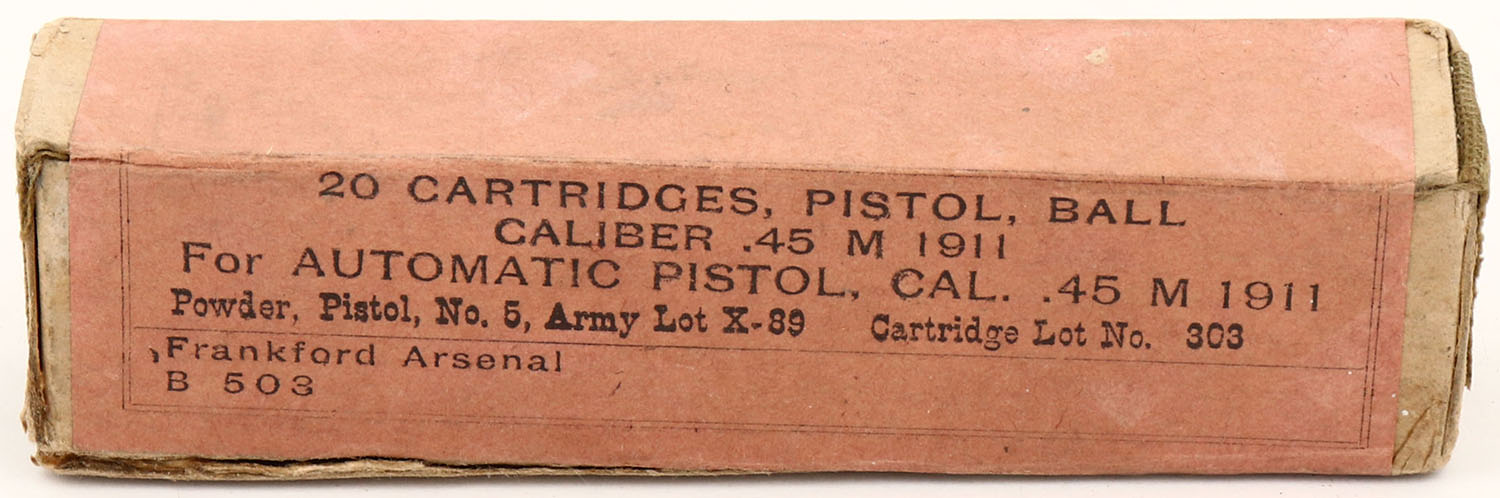 20 CARTRIDGES, PISTOL, BALL
CALIBER .45 M 1911
For AUTOMATIC PISTOL, CAL. .45 M 1911
Powder, Pistol, No. 5, Army Lot X-89 Cartridge Lot No. 303
Frankford Arsenal
B 503